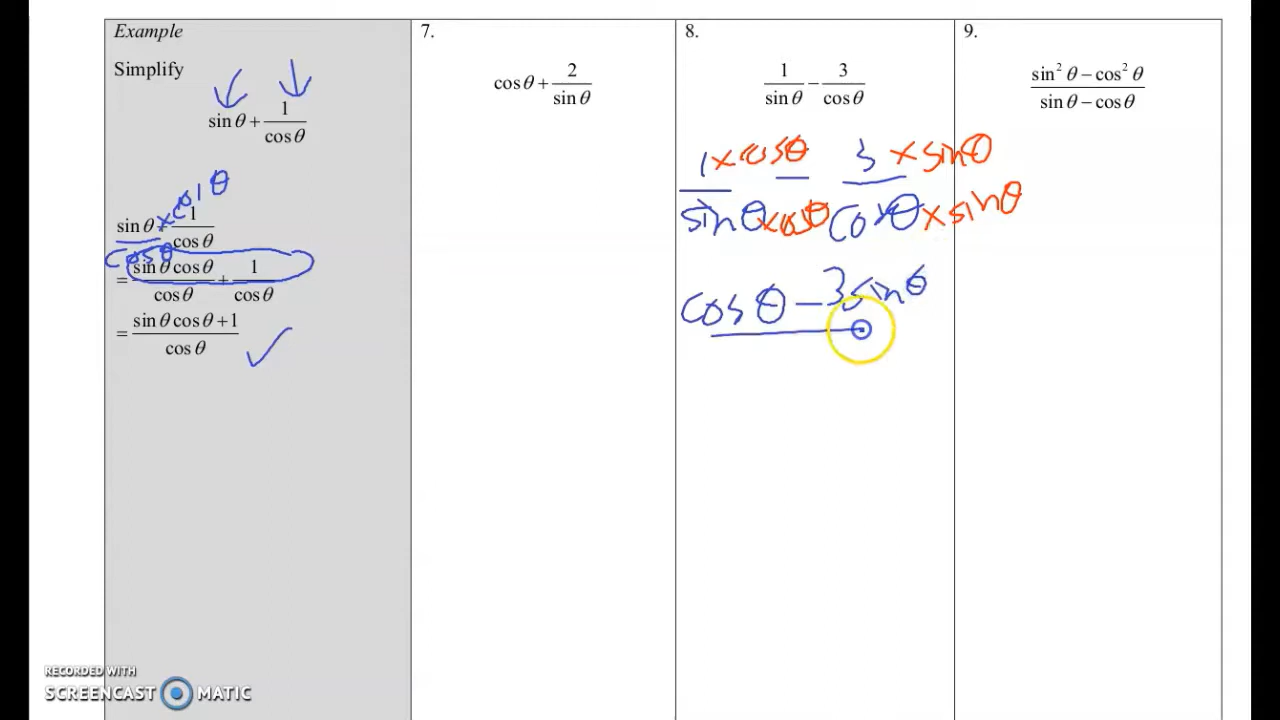 Example
Simplify
sin θ + 1/cos θ
sin θ + 1/cos θ
× cos θ
cos θ
= sin θ cos θ/cos θ + 1/cos θ
= sin θ cos θ + 1/cos θ
7.
cos θ + 2/sin θ
8.
1/sin θ − 3/cos θ
1 × cos θ 3 × sin θ
sin θ × cos θ cos θ × sin θ
cos θ − 3 sin θ
9.
sin² θ − cos² θ/sin θ − cos θ
RECORDED WITH
SCREENCAST MATIC